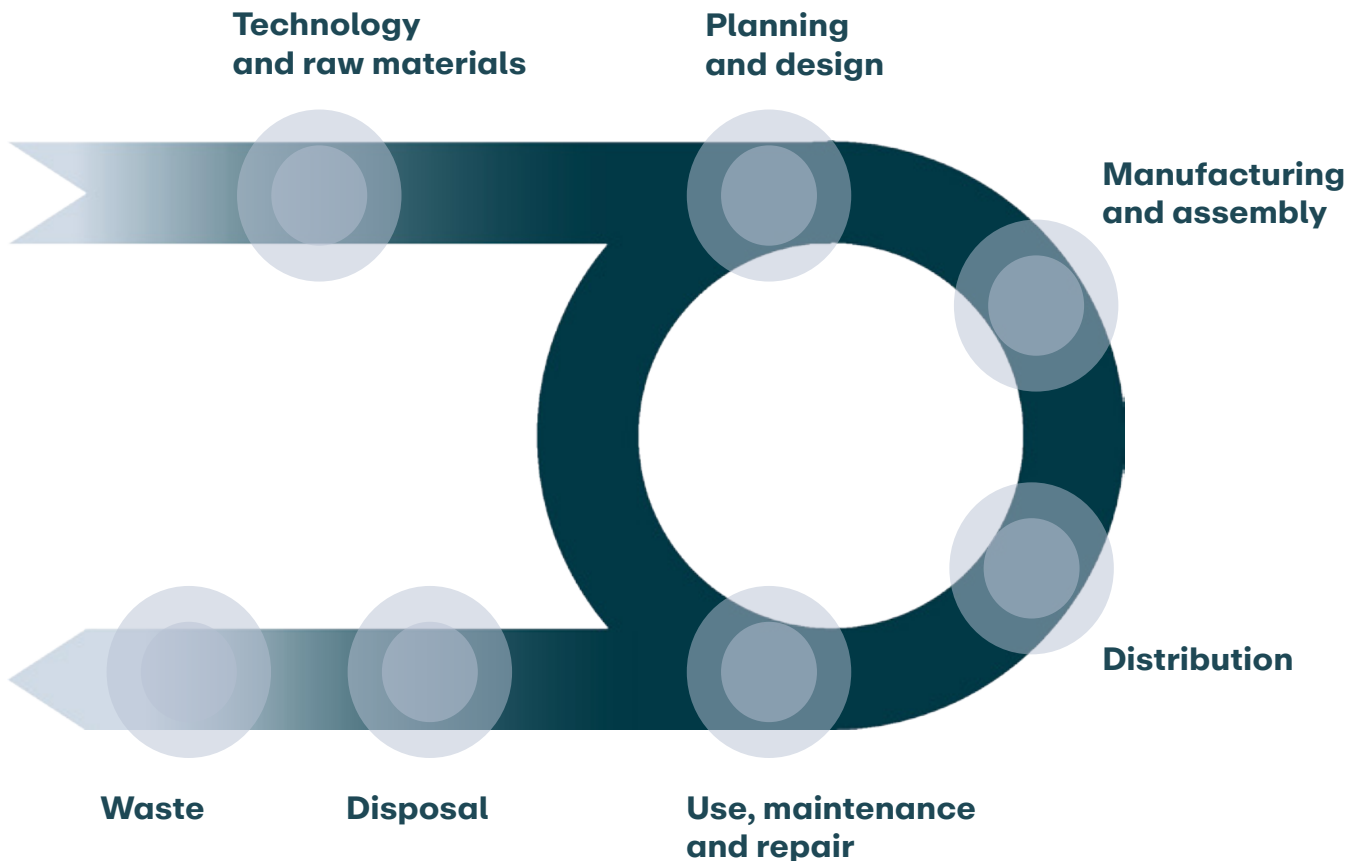 Technology
and raw materials
Planning
and design
Manufacturing
and assembly
Distribution
Use, maintenance
and repair
Disposal
Waste